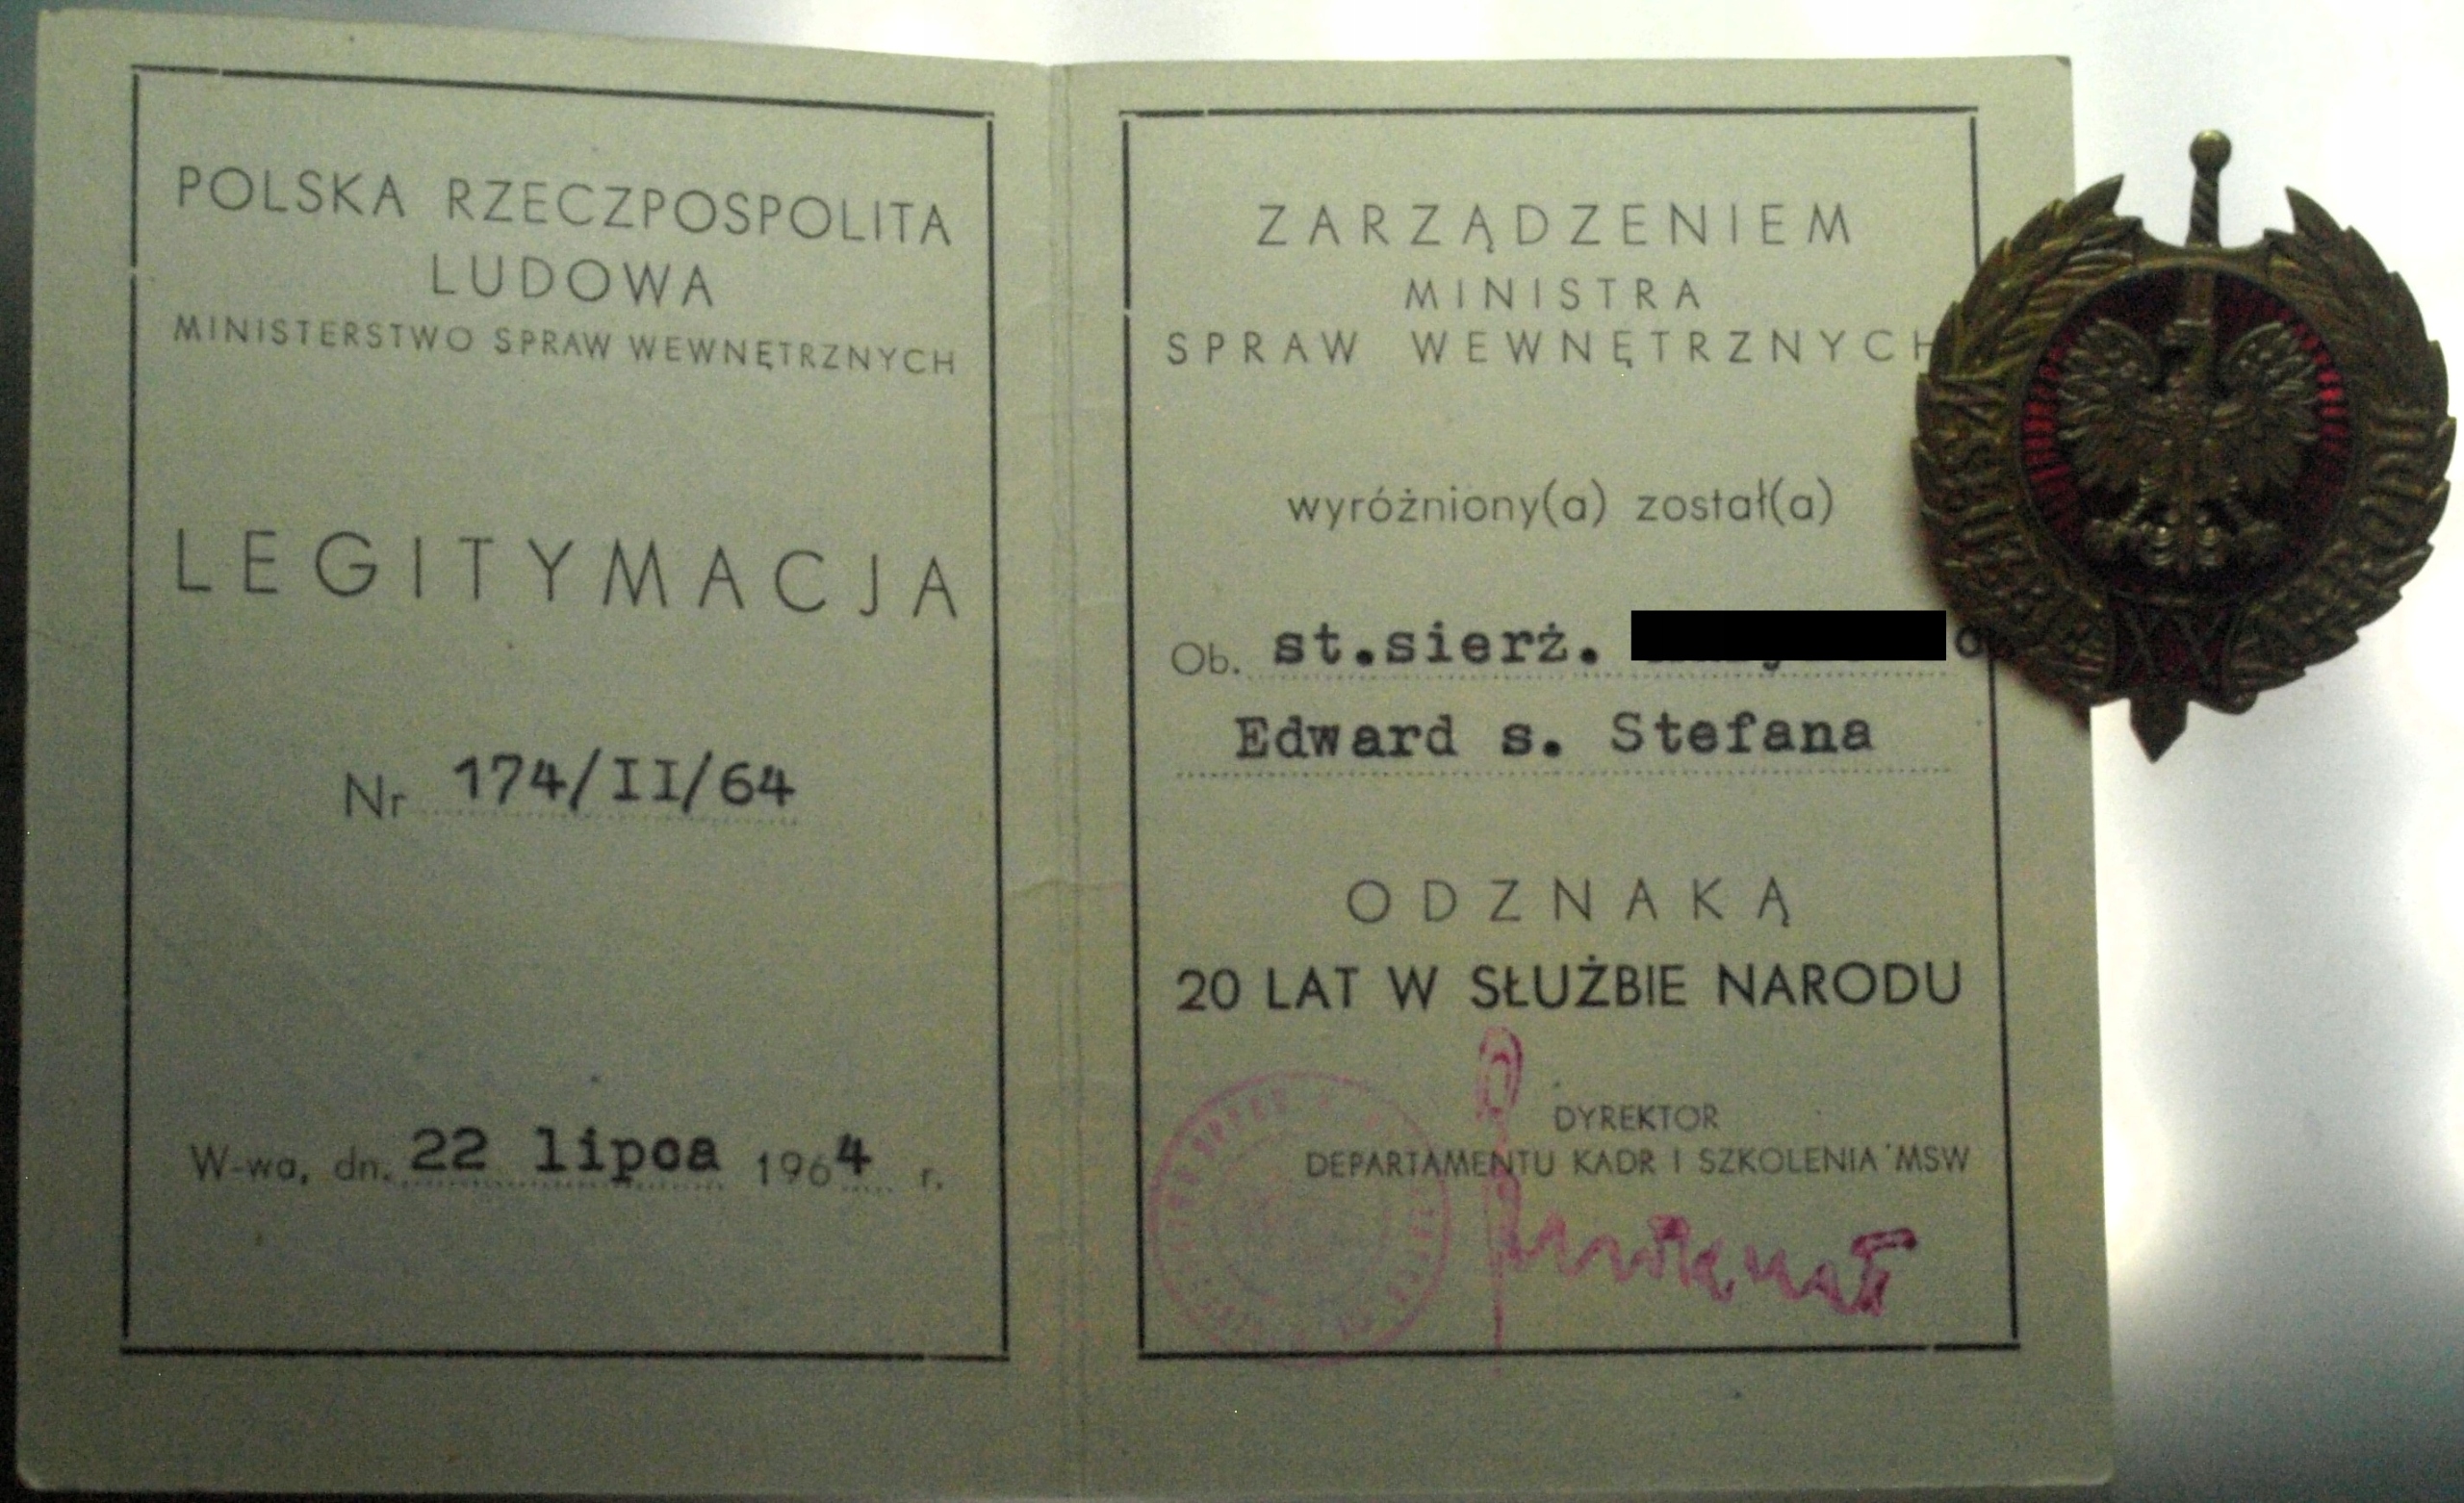 POLSKA RZECZPOSPOLITA
LUDOWA
MINISTERSTWO SPRAW WEWNĘTRZNYCH
LEGITYMACJA
Nr 174/II/64
W-wa, dn. 22 lipca 1964 r.
ZARZĄDZENIEM
MINISTRA
SPRAW WEWNĘTRZNYCH
wyróżniony(a) został(a)
Ob. st.sierż.
Edward s. Stefana
ODZNAKĄ
20 LAT W SŁUŻBIE NARODU
DYREKTOR
DEPARTAMENTU KADR I SZKOLENIA MSW
XX